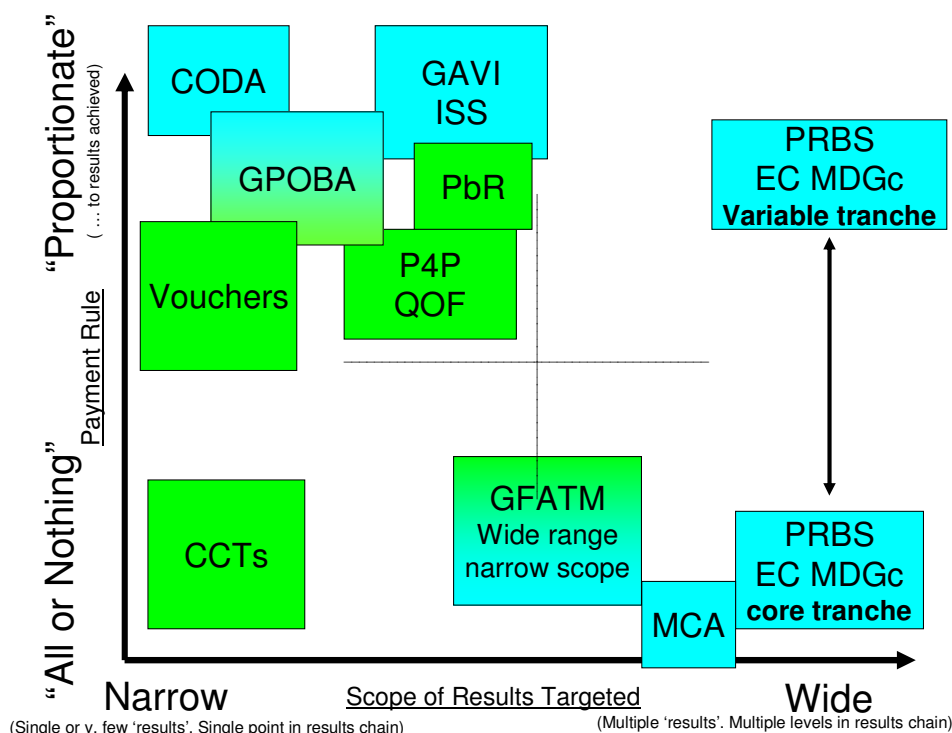 “Proportionate”
( … to results achieved)
Payment Rule
“All or Nothing”
CODA
GAVI
ISS
GPOBA
PbR
PRBS
EC MDGc
Variable tranche
Vouchers
P4P
QOF
CCTs
GFATM
Wide range
narrow scope
MCA
PRBS
EC MDGc
core tranche
Narrow
Scope of Results Targeted
Wide
(Single or v. few ‘results’. Single point in results chain)
(Multiple ‘results’. Multiple levels in results chain)